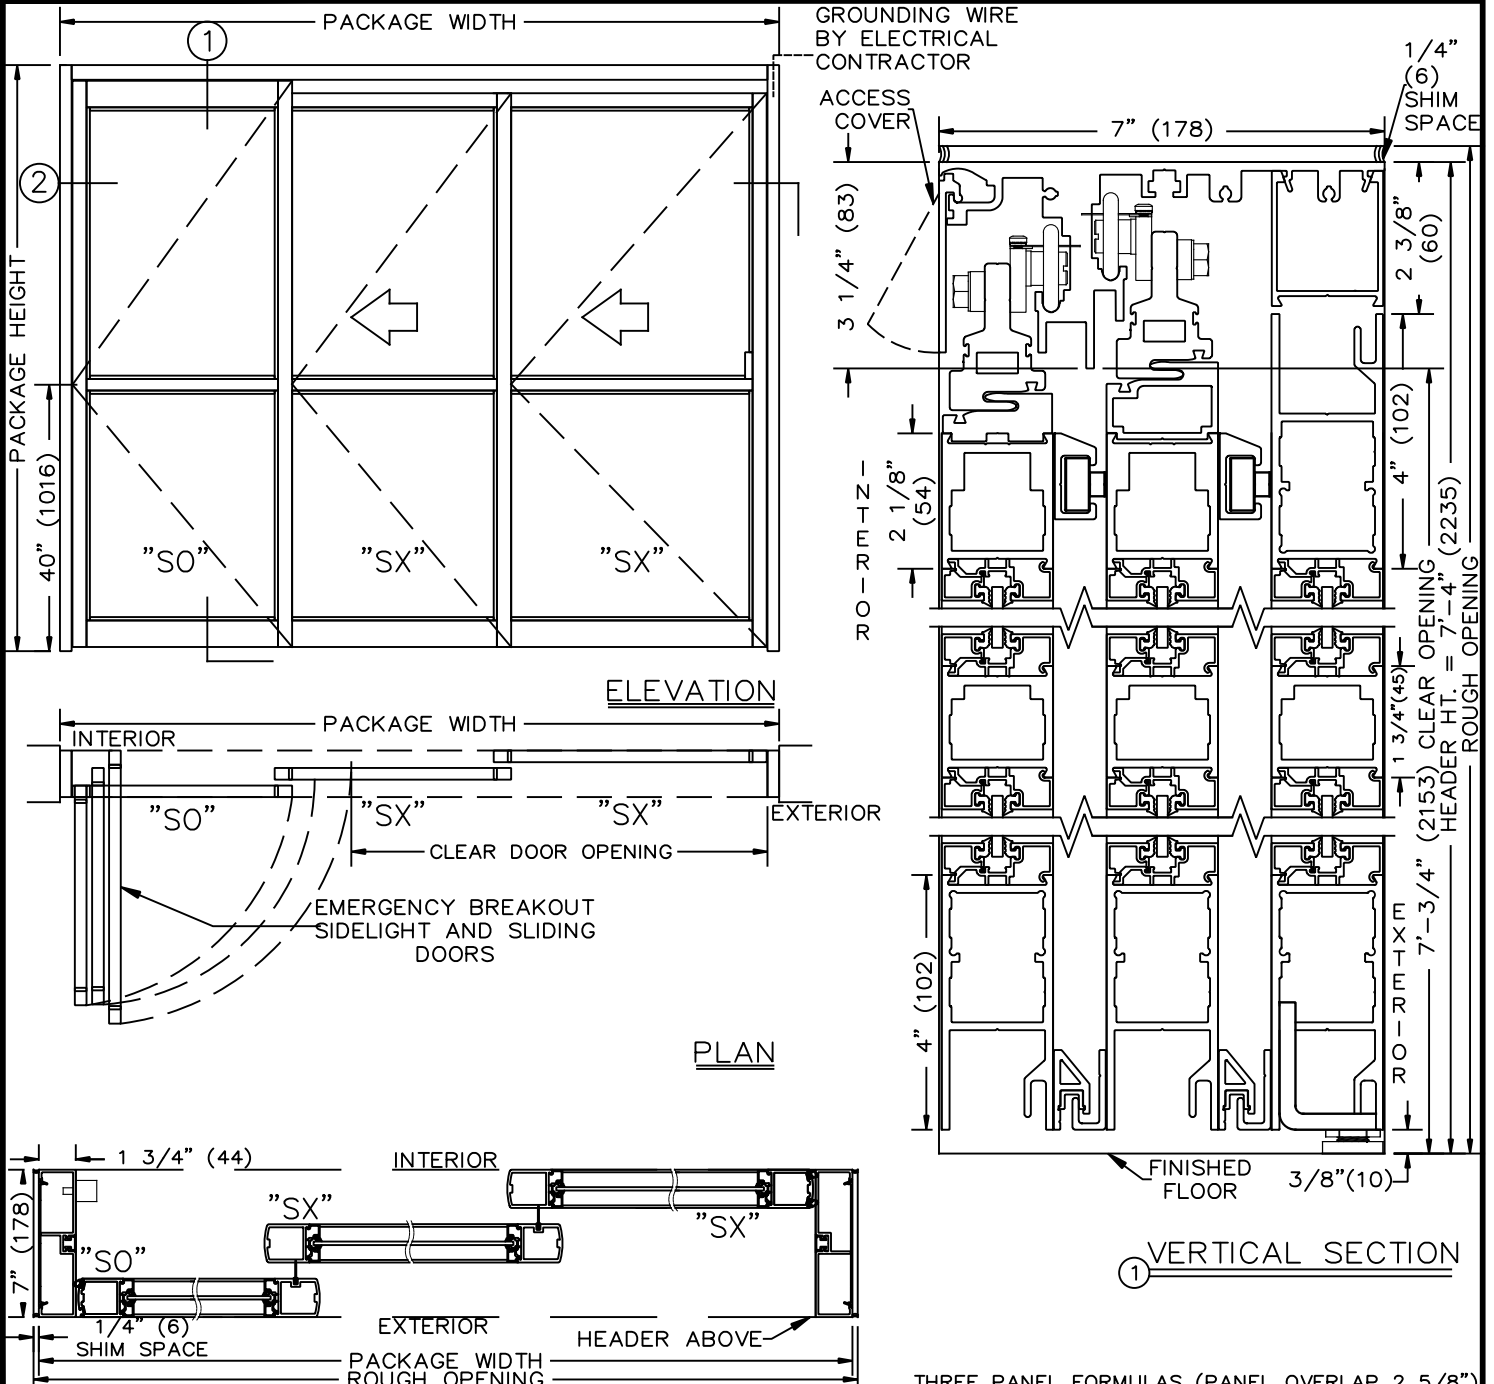 PACKAGE WIDTH
1
GROUNDING WIRE
BY ELECTRICAL
CONTRACTOR
ACCESS
COVER
1/4"
(6)
SHIM
SPACE
7" (178)
2
PACKAGE HEIGHT
40" (1016)
"SO"
"SX"
"SX"
ELEVATION
3 1/4" (83)
2 3/8"
(60)
2 1/8"
(54)
4" (102)
INTERIOR
1 3/4"(45)
7'-3/4" (2153) CLEAR OPENING
HEADER HT. = 7'-4" (2235)
ROUGH OPENING
PACKAGE WIDTH
INTERIOR
"SO"
"SX"
"SX"
EXTERIOR
CLEAR DOOR OPENING
EMERGENCY BREAKOUT
SIDELIGHT AND SLIDING
DOORS
PLAN
4" (102)
EXTERIOR
FINISHED
FLOOR
3/8"(10)
1 VERTICAL SECTION
1 3/4" (44)
INTERIOR
7" (178)
"SX"
"SX"
"SO"
1/4" (6)
SHIM SPACE
EXTERIOR
HEADER ABOVE
PACKAGE WIDTH
ROUGH OPENING
THREE PANEL FORMULAS (PANEL OVERLAP 2 5/8")